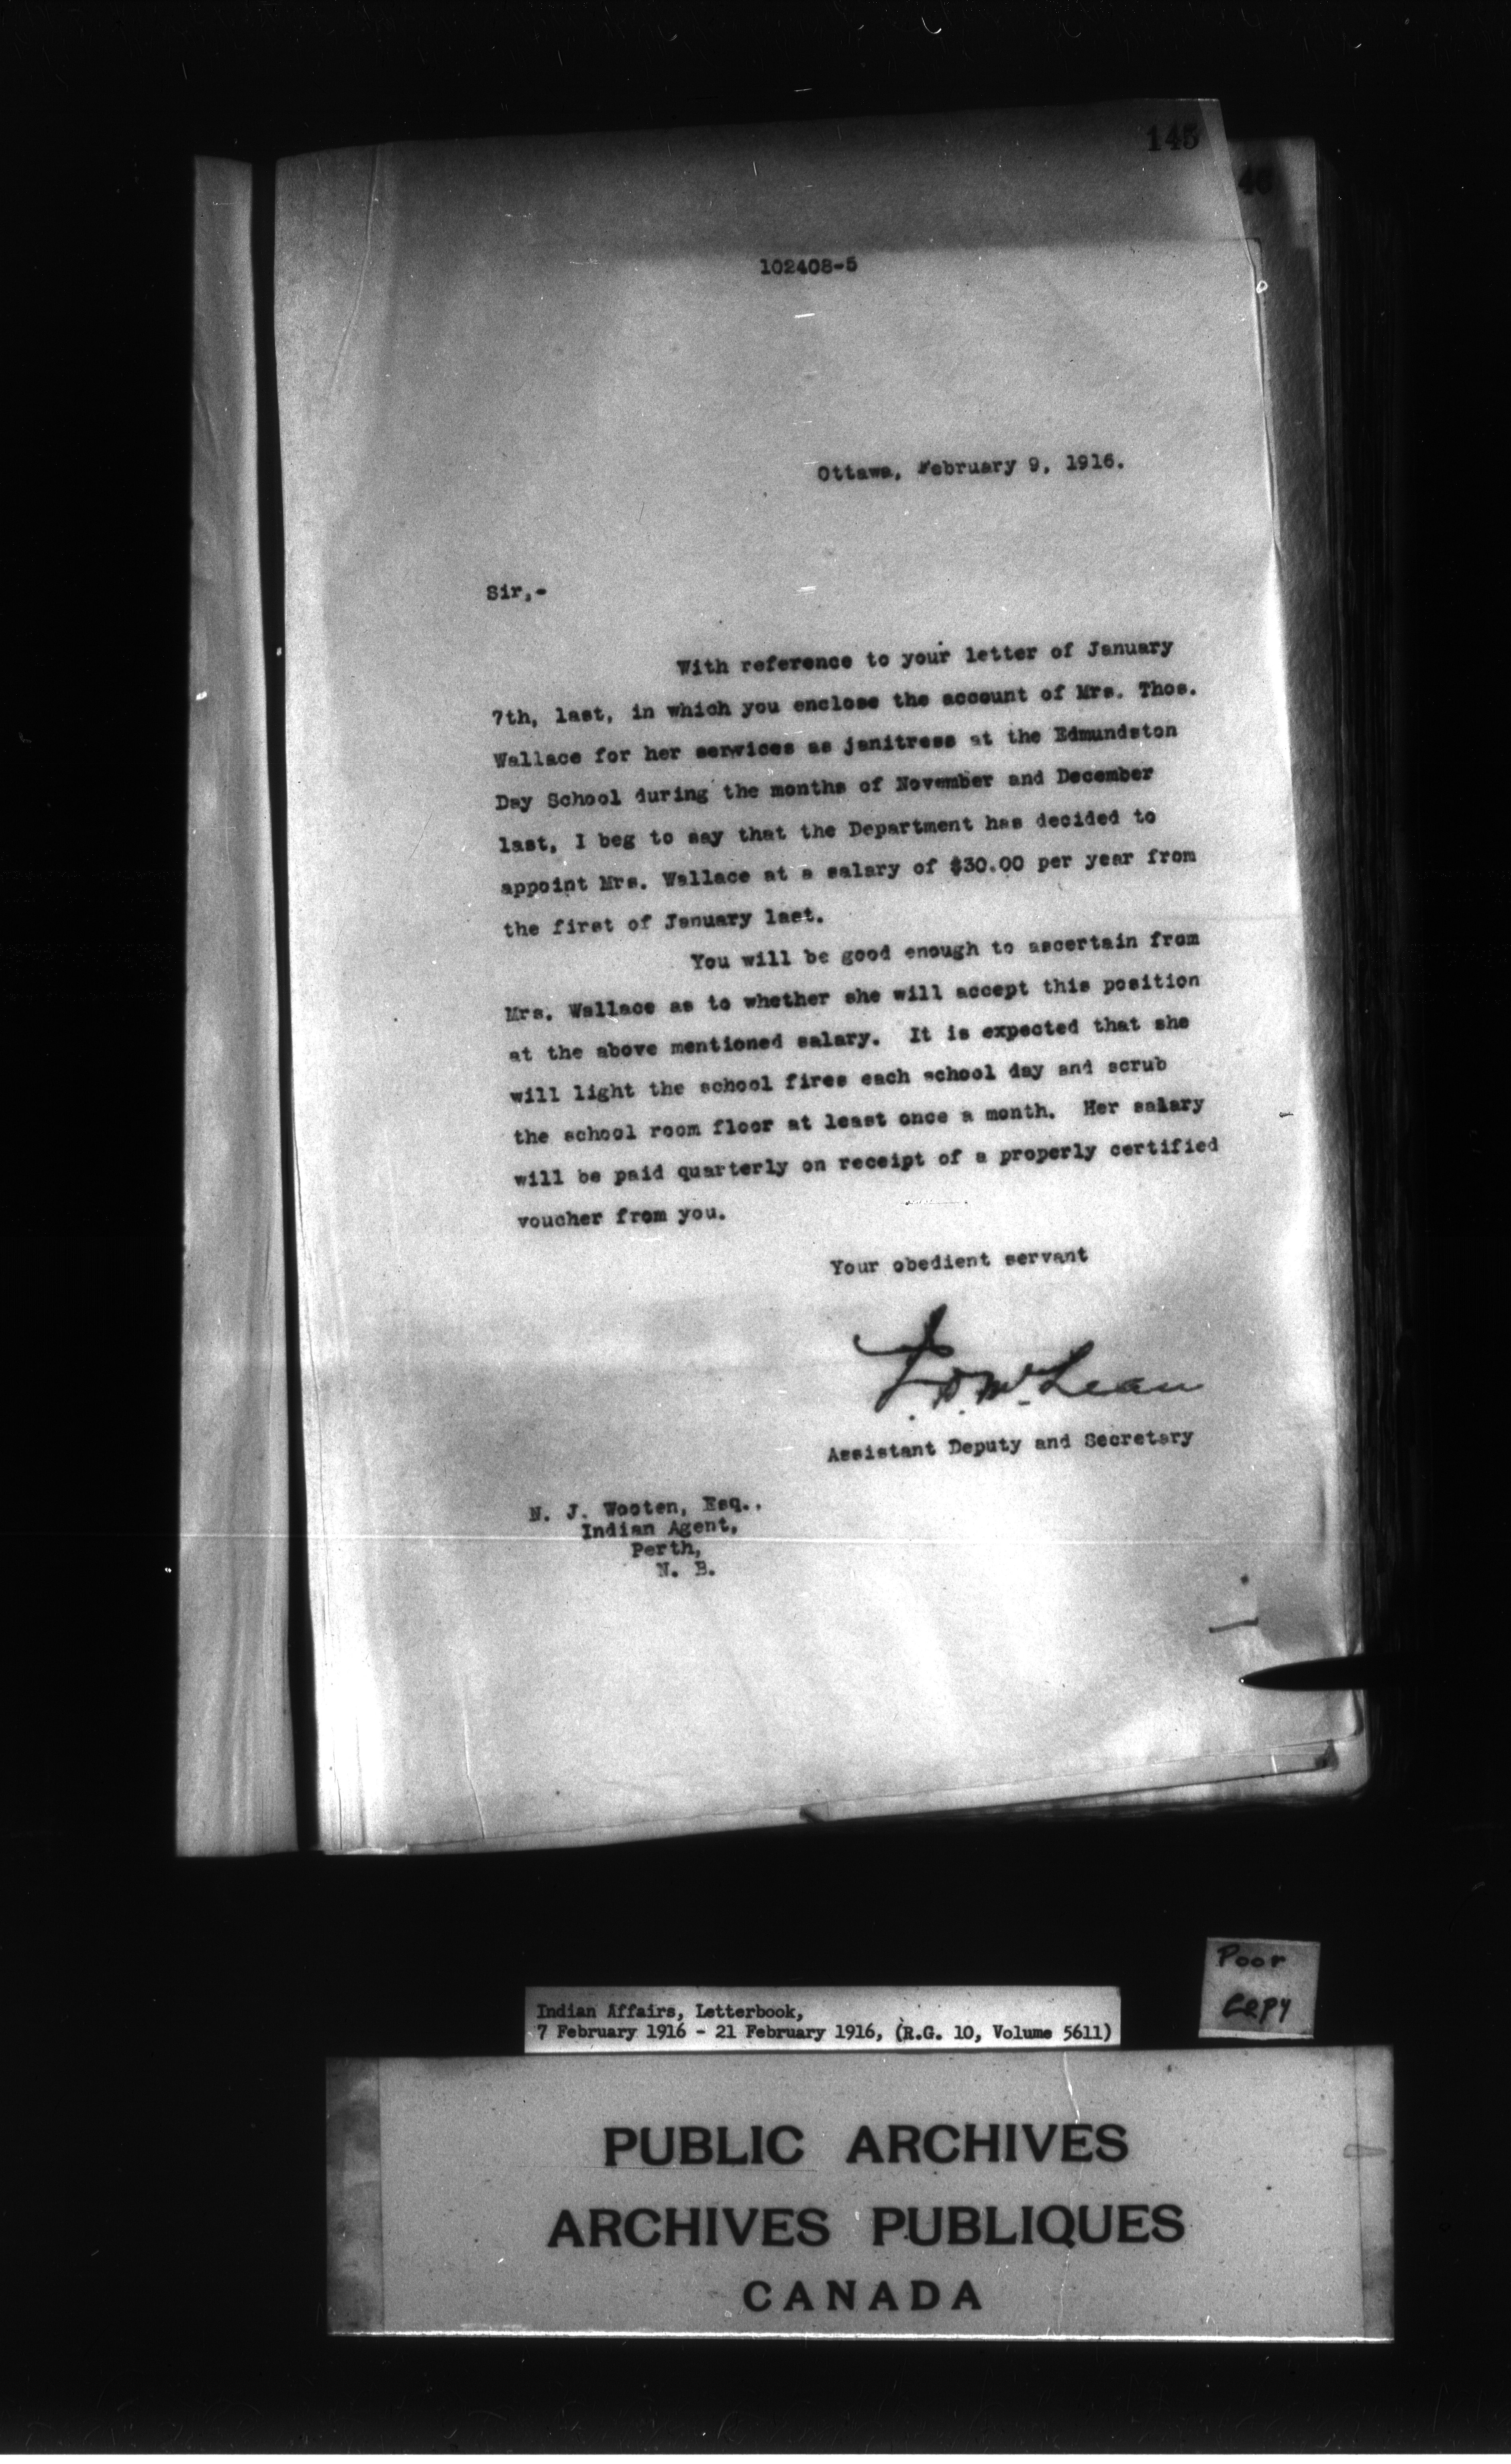 145
46
102408-5
Ottawa, February 9, 1916.
Sir,-
With reference to your letter of January
7th, last, in which you enclose the account of Mrs. Thos.
Wallace for her services as janitress at the Edmundston
Day School during the months of November and December
last, I beg to say that the Department has decided to
appoint Mrs. Wallace at a salary of $30.00 per year from
the first of January last.
You will be good enough to ascertain from
Mrs. Wallace as to whether she will accept this position
at the above mentioned salary. It is expected that she
will light the school fires each school day and scrub
the school room floor at least once a month. Her salary
will be paid quarterly on receipt of a properly certified
voucher from you.
Your obedient servant
J. D. McLean
Assistant Deputy and Secretary
N. J. Wooten, Esq.,
Indian Agent,
Perth,
N. B.
Poor
Copy
Indian Affairs, Letterbook,
7 February 1916 - 21 February 1916, (R.G. 10, Volume 5611)
PUBLIC ARCHIVES
ARCHIVES PUBLIQUES
CANADA